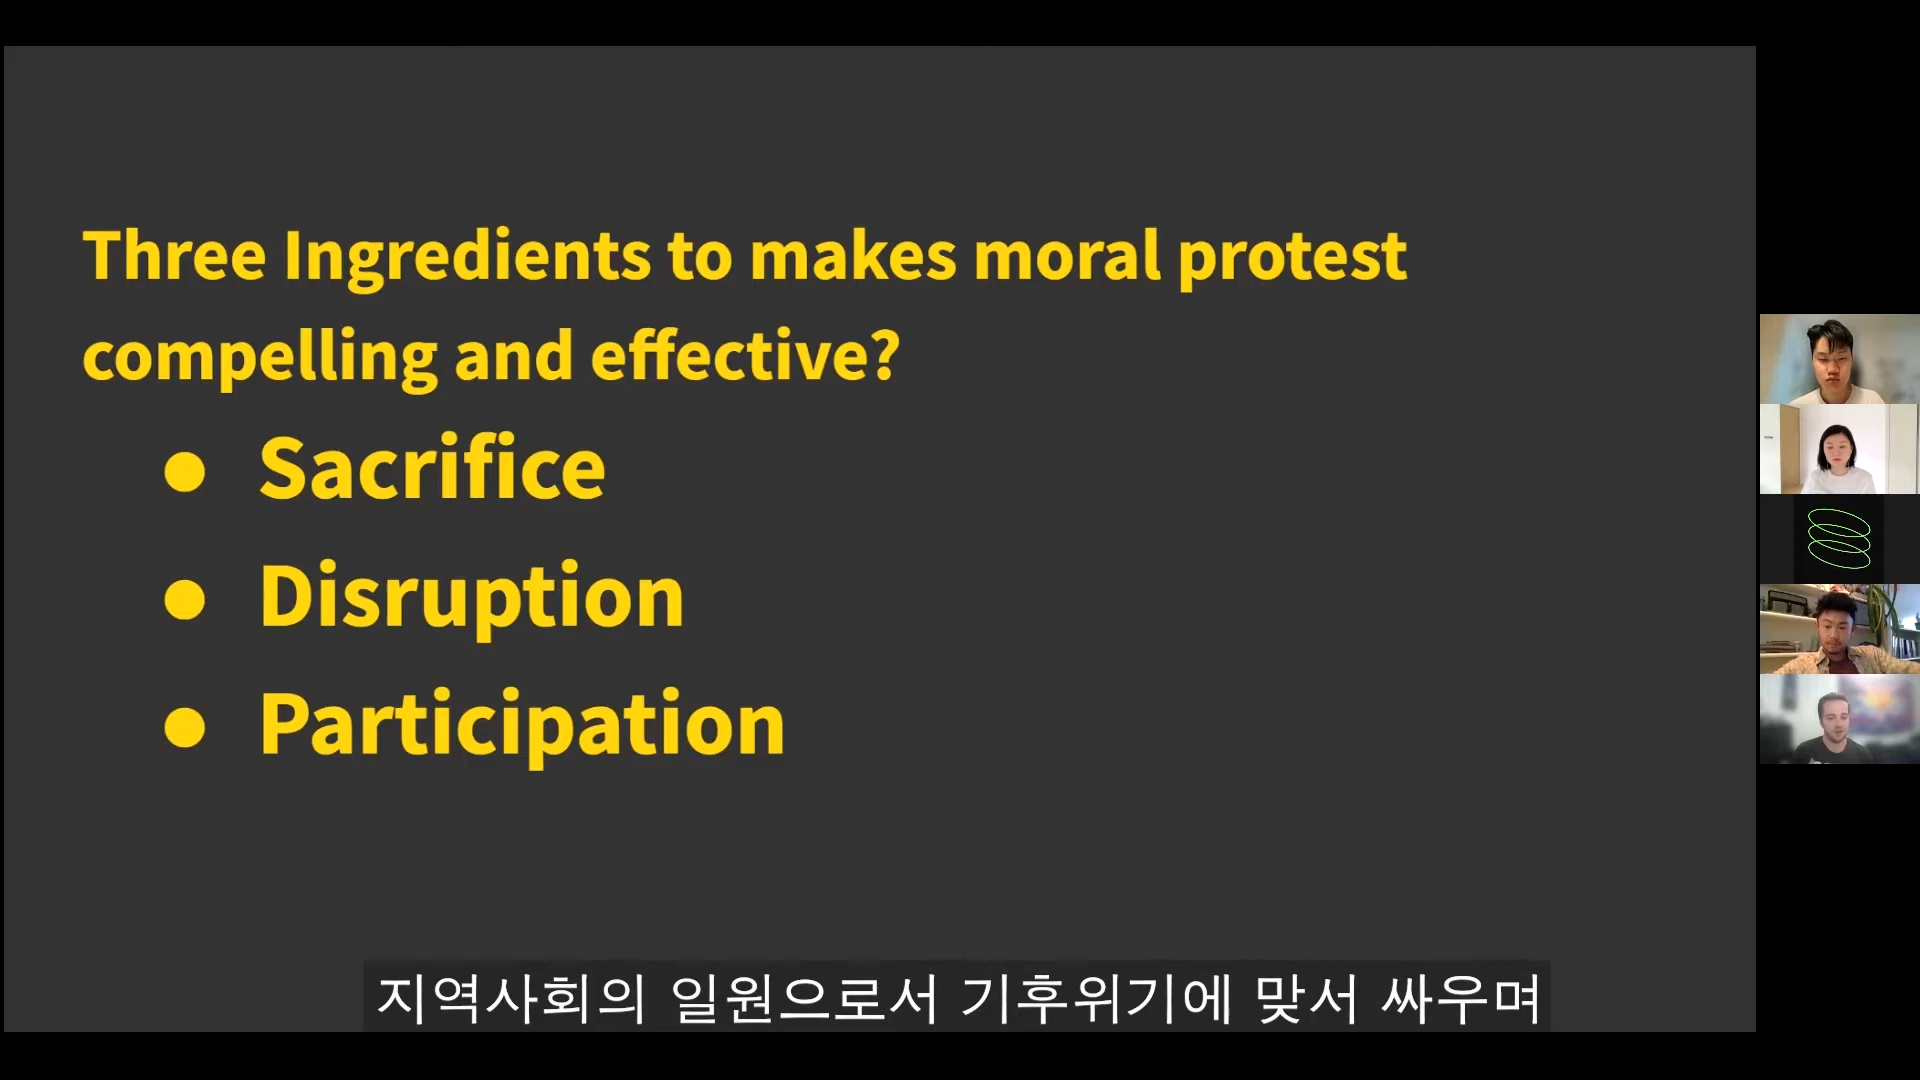 Three Ingredients to makes moral protest
compelling and effective?
● Sacrifice
● Disruption
● Participation
지역사회의 일원으로서 기후위기에 맞서 싸우며